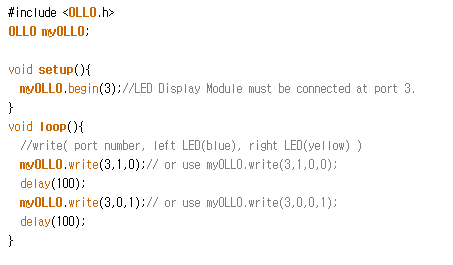 #include <OLLO.h>
OLLO myOLLO;

void setup(){
  myOLLO.begin(3);//LED Display Module must be connected at port 3.
}
void loop(){
  //write( port number, left LED(blue), right LED(yellow) )
  myOLLO.write(3,1,0);// or use myOLLO.write(3,1,0,0);
  delay(100);
  myOLLO.write(3,0,1);// or use myOLLO.write(3,0,0,1);
  delay(100);
}